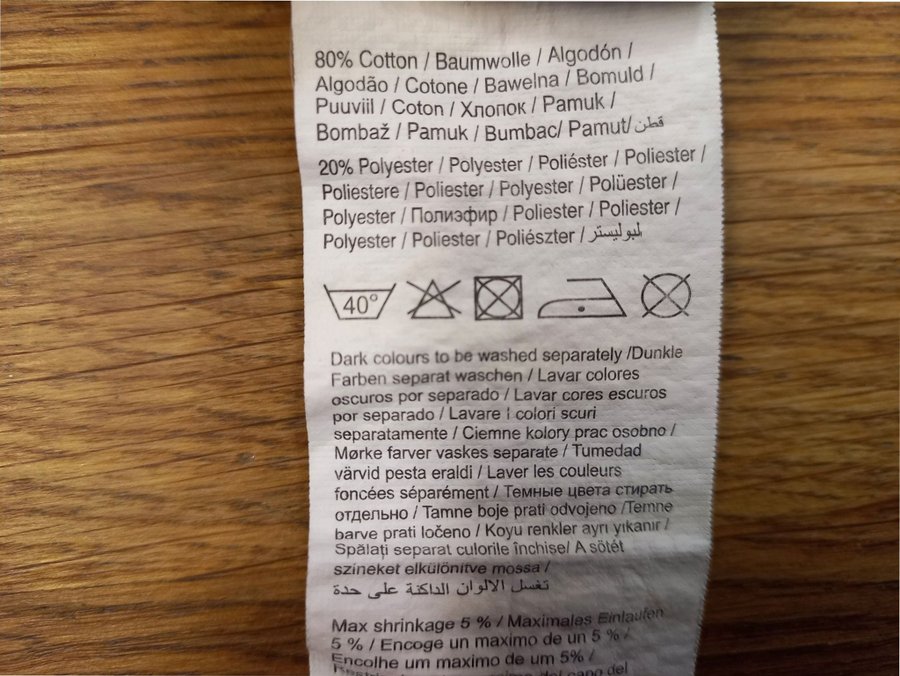 80% Cotton / Baumwolle / Algodón /
Algodão / Cotone / Bawełna / Bomuld /
Puuviil / Coton / Хлопок / Pamuk /
Bombaž / Pamuk / Bumbac/ Pamut/قطن
20% Polyester / Polyester / Poliéster / Poliester /
Poliestere / Poliester / Polyester / Polüester /
Polyester / Полиэфир / Poliester / Poliester /
Polyester / Poliester / Poliészter / لبوليستر
40°
Dark colours to be washed separately /Dunkle
Farben separat waschen / Lavar colores
oscuros por separado / Lavar cores escuros
por separado / Lavare i colori scuri
separatamente / Ciemne kolory prac osobno /
Mørke farver vaskes separate / Tumedad
värvid pesta eraldi / Laver les couleurs
foncées séparément / Темные цвета стирать
отдельно / Tamne boje prati odvojeno /Temne
barve prati ločeno / Koyu renkler ayrı yıkanır /
Spălați separat culorile închise/ A sötét
színeket elkülönítve mossa /
تغسل الالوان الداكنة على حدة
Max shrinkage 5 % / Maximales Einlaufen
5 % / Encoge un maximo de un 5 % /
Encolhe um maximo de um 5% /
del capo del